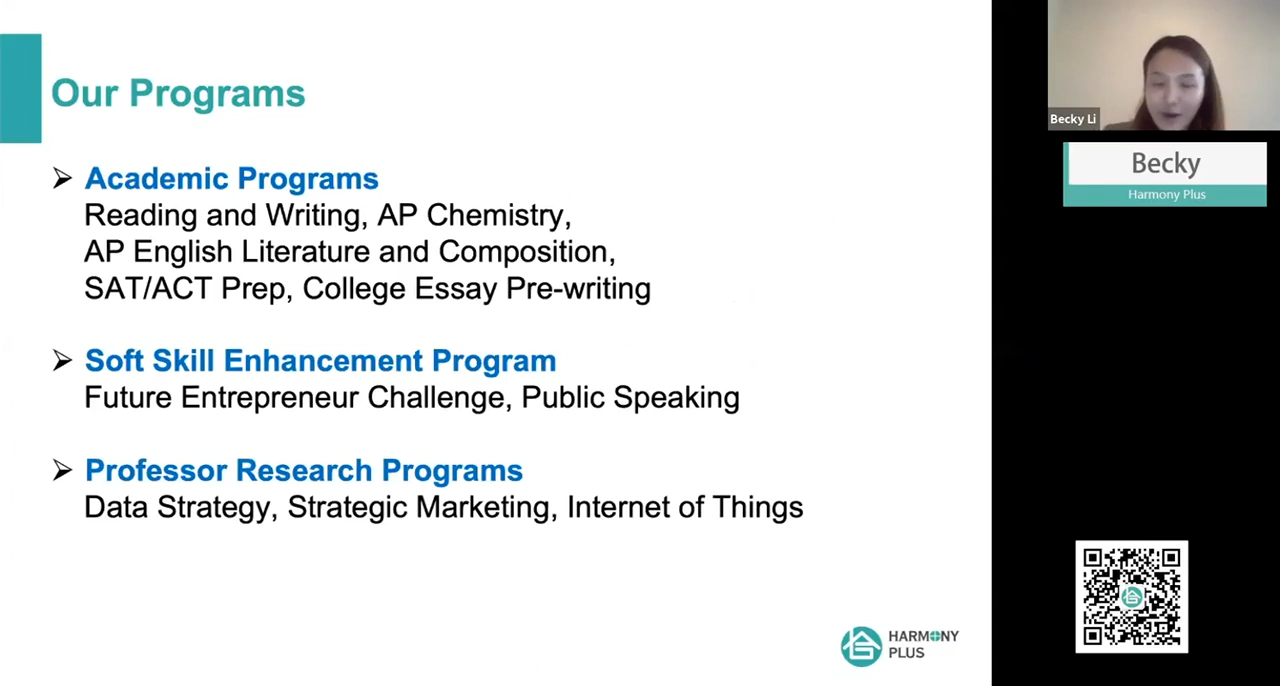 Our Programs
Academic Programs
Reading and Writing, AP Chemistry,
AP English Literature and Composition,
SAT/ACT Prep, College Essay Pre-writing
Soft Skill Enhancement Program
Future Entrepreneur Challenge, Public Speaking
Professor Research Programs
Data Strategy, Strategic Marketing, Internet of Things
HARMONY
PLUS
Becky Li
Becky
Harmony Plus